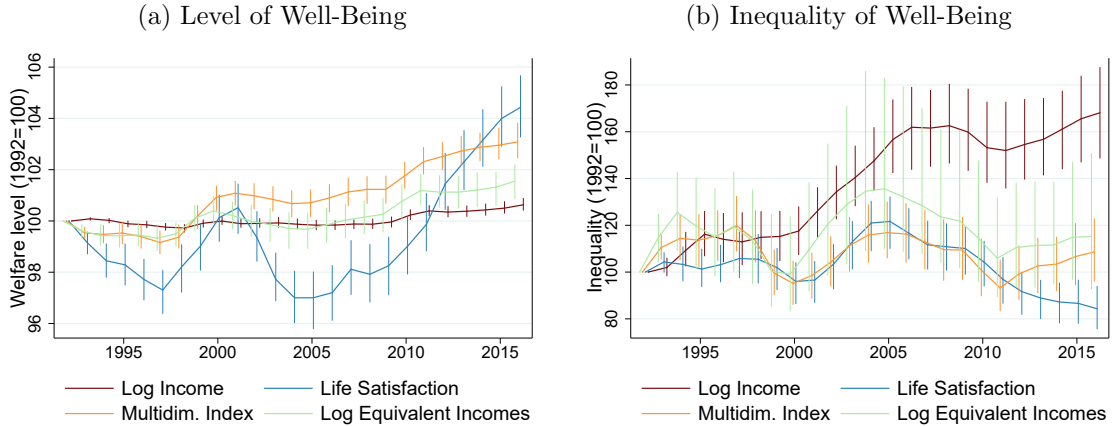 (a) Level of Well-Being
Welfare level (1992=100)
106
104
102
100
98
96
1995 2000 2005 2010 2015
Log Income Life Satisfaction
Multidim. Index Log Equivalent Incomes
(b) Inequality of Well-Being
Inequality (1992=100)
180
160
140
120
100
80
1995 2000 2005 2010 2015
Log Income Life Satisfaction
Multidim. Index Log Equivalent Incomes